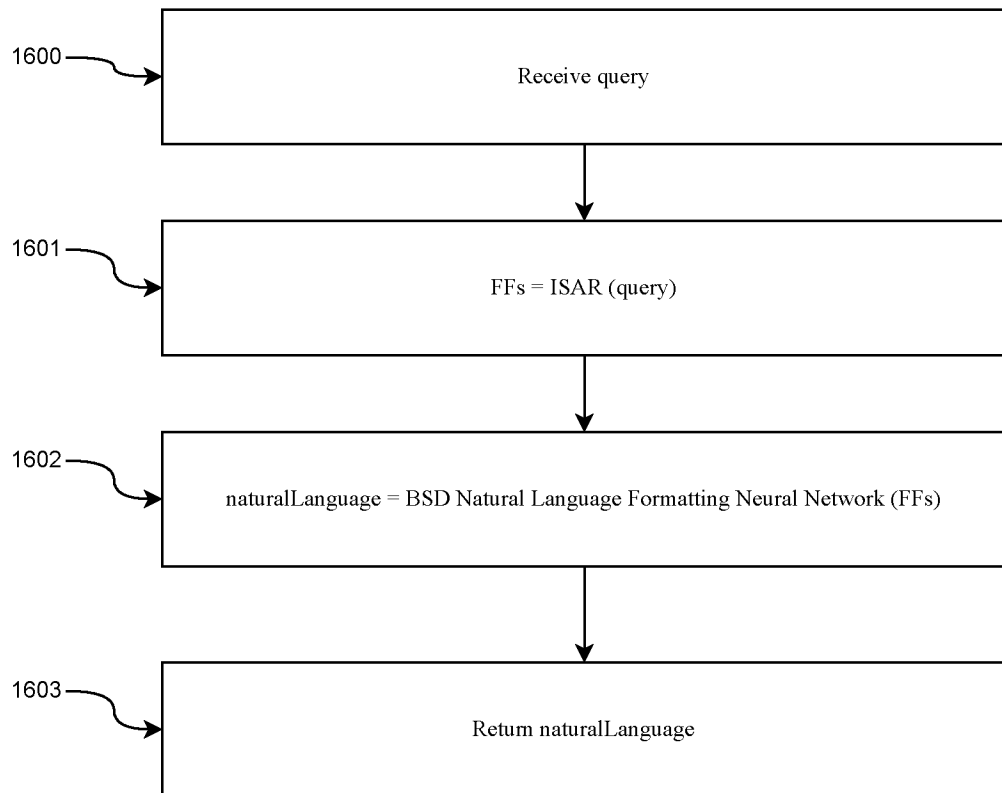 1600
Receive query
1601
FFs = ISAR (query)
1602
naturalLanguage = BSD Natural Language Formatting Neural Network (FFs)
1603
Return naturalLanguage